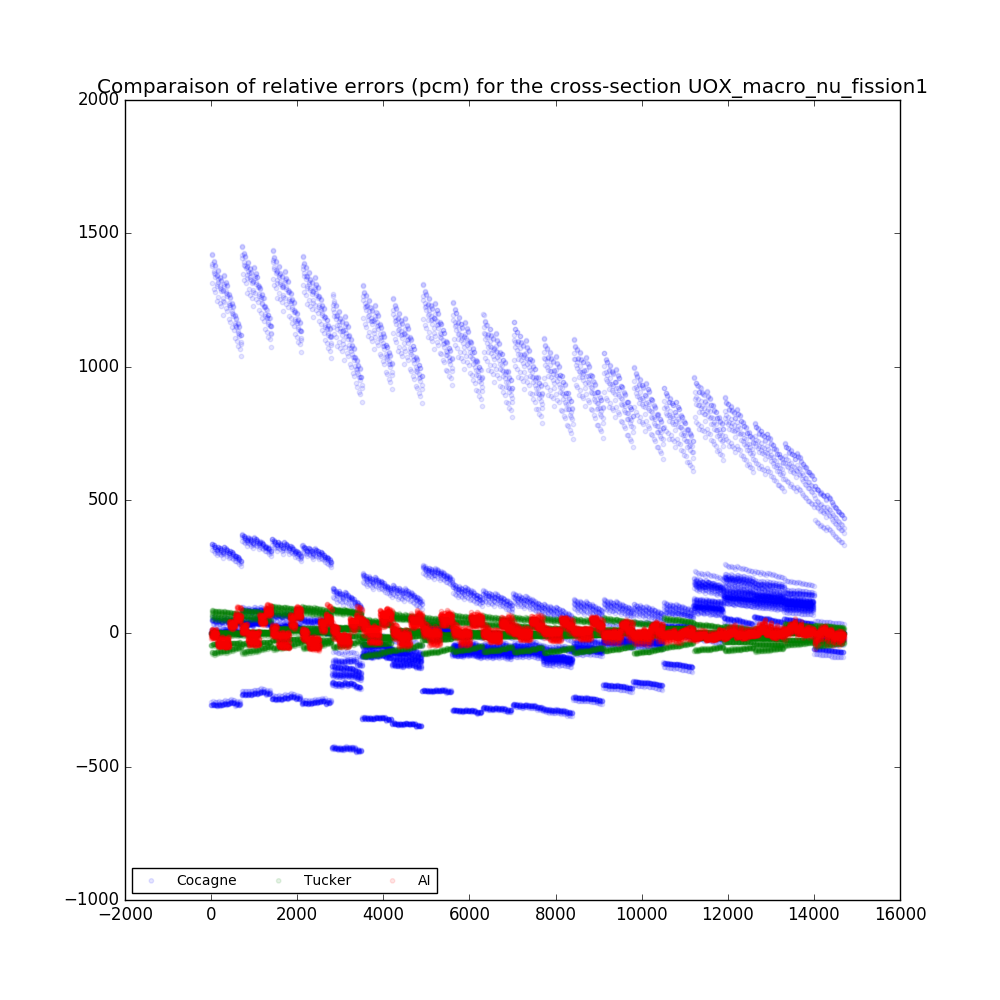 Comparaison of relative errors (pcm) for the cross-section UOX_macro_nu_fission1
2000
1500
1000
500
0
−500
−1000
Cocagne Tucker AI
−2000 0 2000 4000 6000 8000 10000 12000 14000 16000